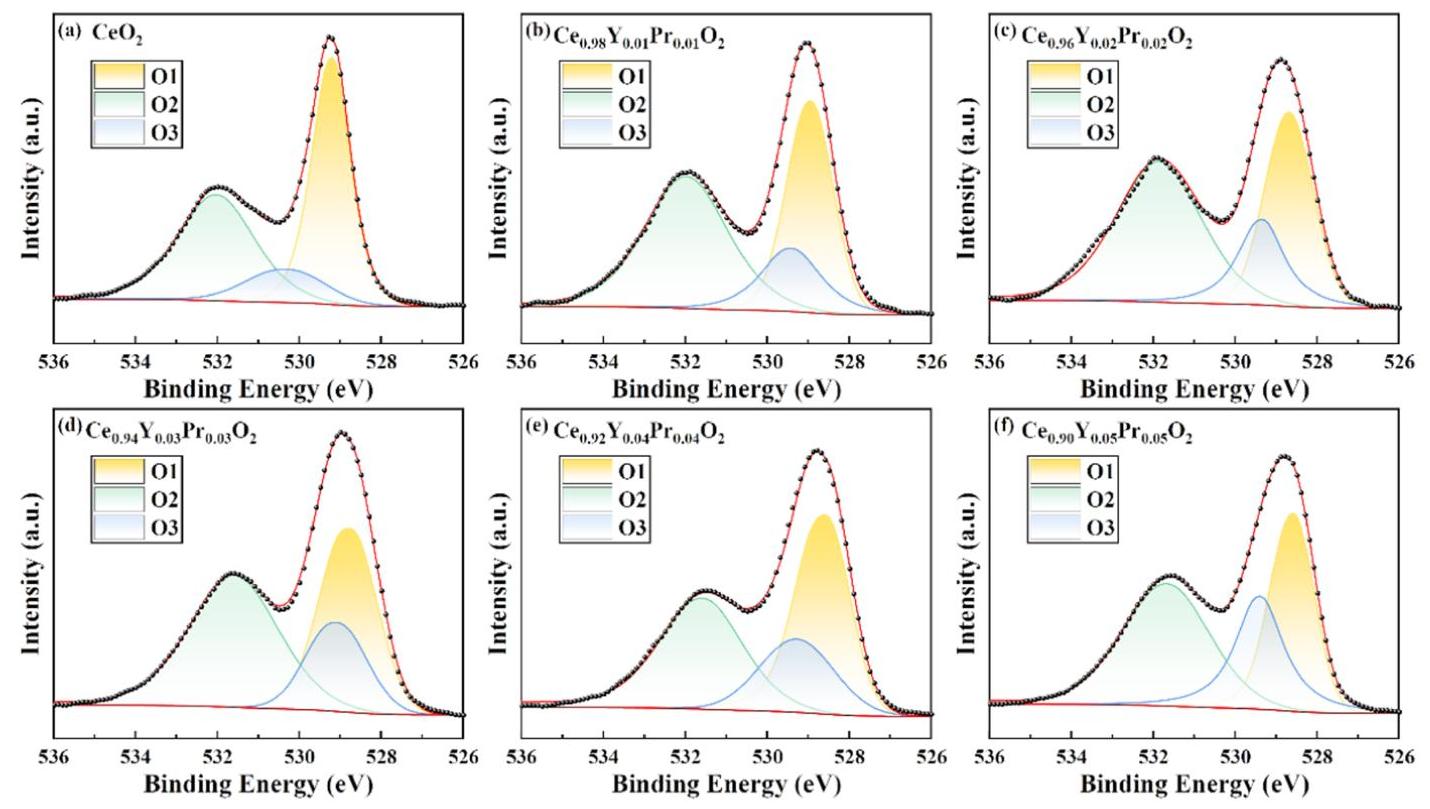 (a) CeO₂
O1
O2
O3
Intensity (a.u.)
536 534 532 530 528 526
Binding Energy (eV)
(b) Ce₀.₉₈Y₀.₀₁Pr₀.₀₁O₂
O1
O2
O3
Intensity (a.u.)
536 534 532 530 528 526
Binding Energy (eV)
(c) Ce₀.₉₆Y₀.₀₂Pr₀.₀₂O₂
O1
O2
O3
Intensity (a.u.)
536 534 532 530 528 526
Binding Energy (eV)
(d) Ce₀.₉₄Y₀.₀₃Pr₀.₀₃O₂
O1
O2
O3
Intensity (a.u.)
536 534 532 530 528 526
Binding Energy (eV)
(e) Ce₀.₉₂Y₀.₀₄Pr₀.₀₄O₂
O1
O2
O3
Intensity (a.u.)
536 534 532 530 528 526
Binding Energy (eV)
(f) Ce₀.₉₀Y₀.₀₅Pr₀.₀₅O₂
O1
O2
O3
Intensity (a.u.)
536 534 532 530 528 526
Binding Energy (eV)